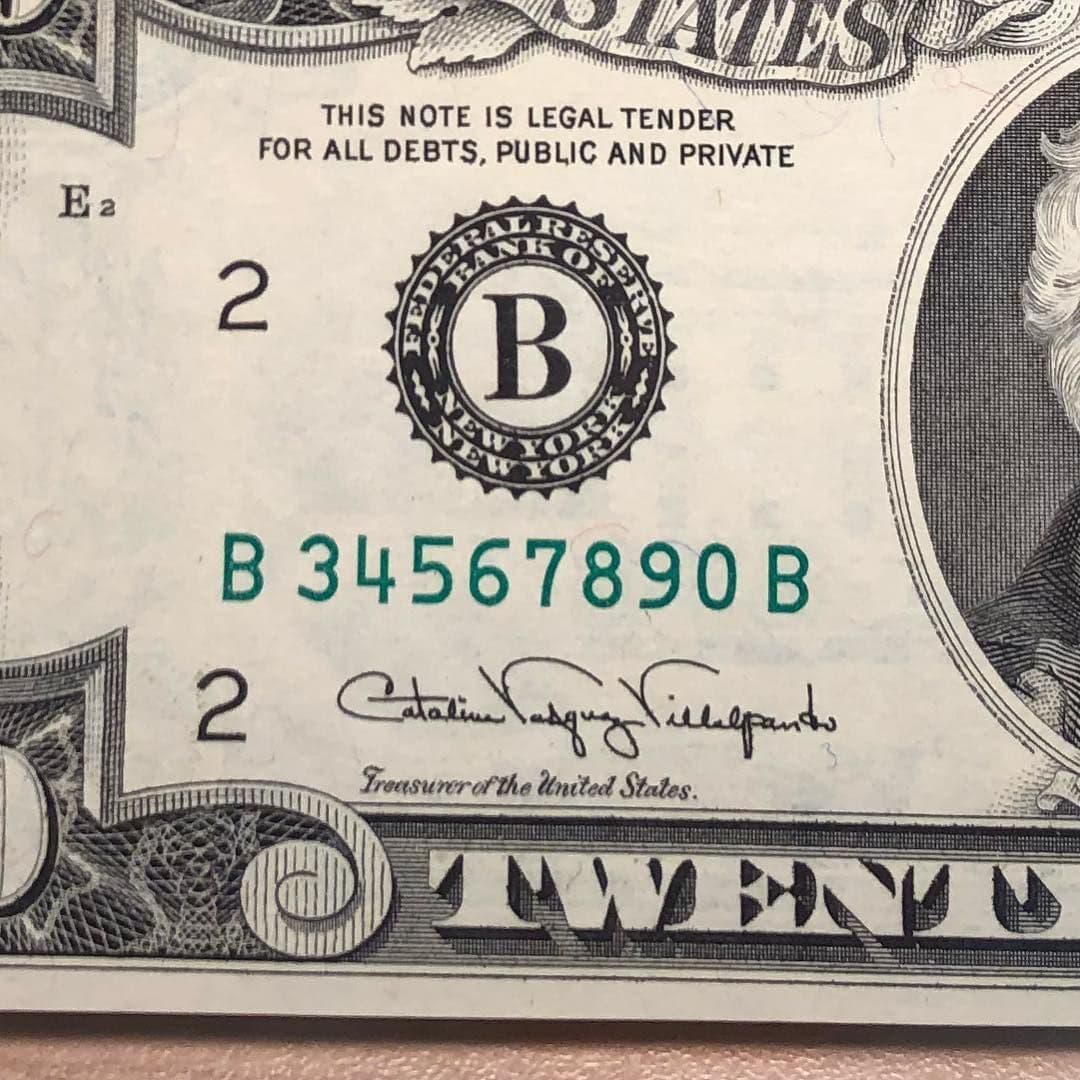 STATES
THIS NOTE IS LEGAL TENDER
FOR ALL DEBTS, PUBLIC AND PRIVATE
E2
2
FEDERAL RESERVE
BANK OF
B
NEW YORK
NEW YORK
B 34567890 B
2
Catalina Vasquez Villalpando
Treasurer of the United States.
TWENT